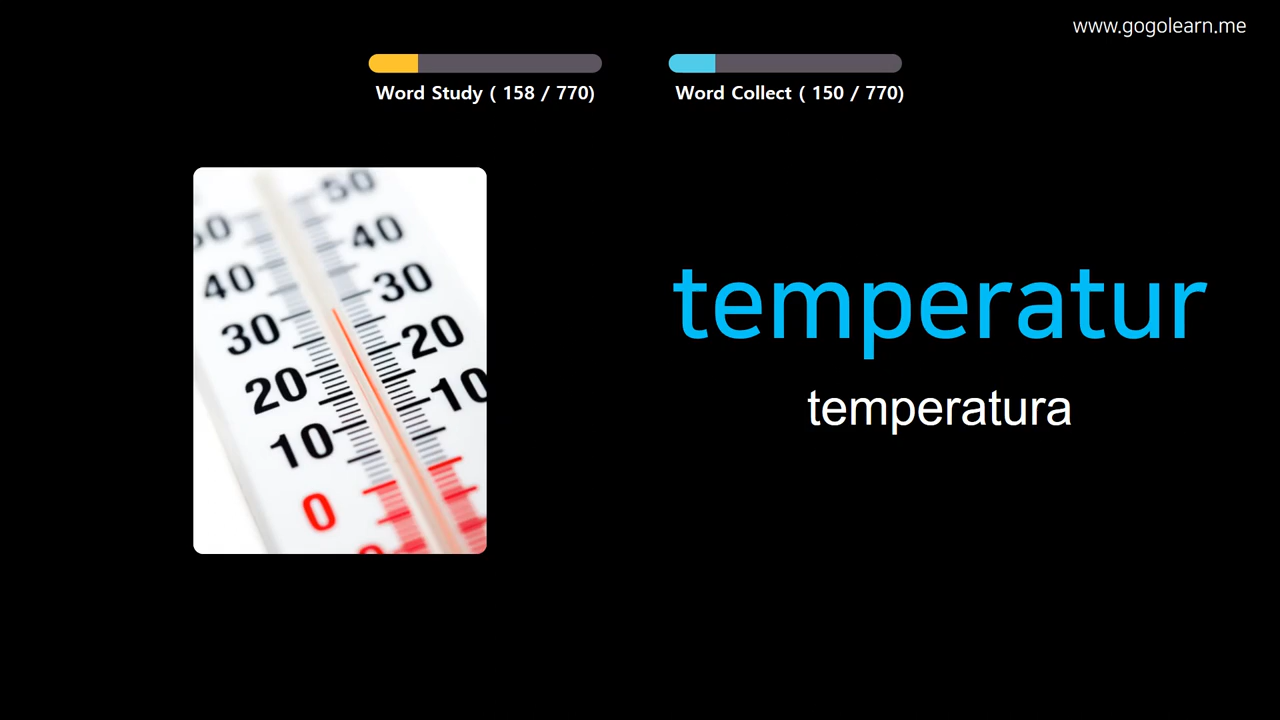 www.gogolearn.me
Word Study ( 158 / 770)
Word Collect ( 150 / 770)
50
50
40
40
30
30
20
20
10
10
0
temperatur
temperatura